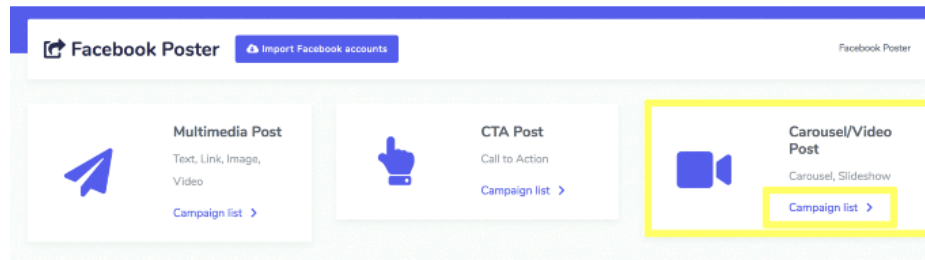 Facebook Poster
Import Facebook accounts
Facebook Poster
Multimedia Post
Text, Link, Image,
Video
Campaign list
CTA Post
Call to Action
Campaign list
Carousel/Video
Post
Carousel, Slideshow
Campaign list